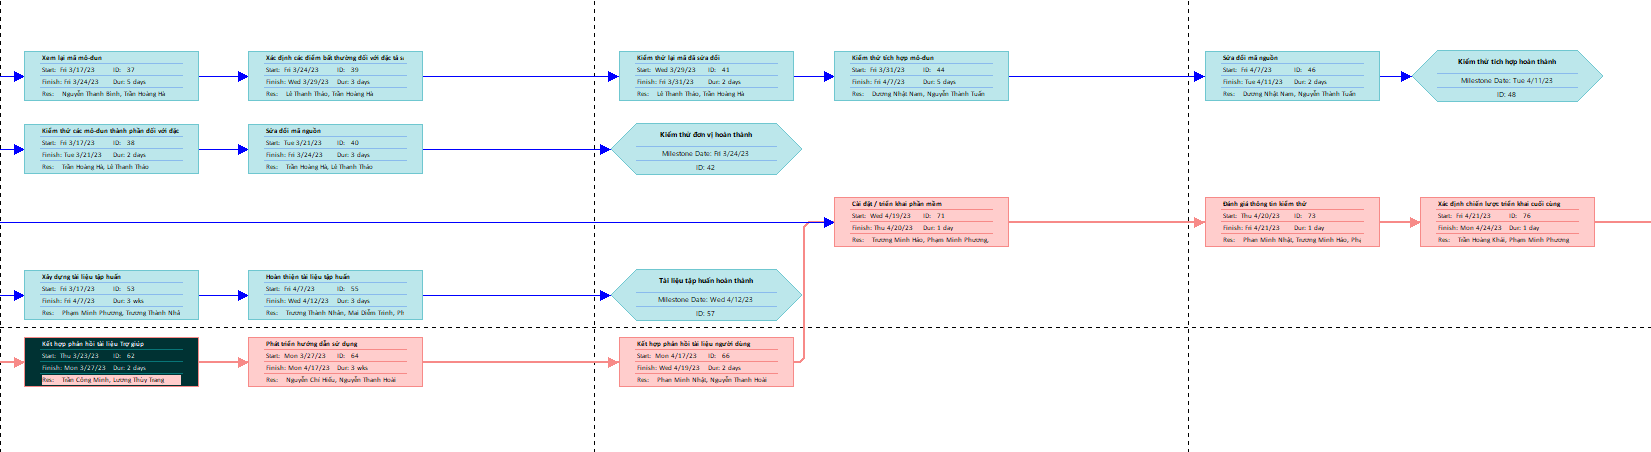 Xem lại mã mô-đun
Start: Fri 3/17/23 ID: 37
Finish: Fri 3/24/23 Dur: 5 days
Res: Nguyễn Thanh Bình, Trần Hoàng Hà
Xác định các điểm bất thường đối với đặc tả s
Start: Fri 3/24/23 ID: 39
Finish: Wed 3/29/23 Dur: 3 days
Res: Lê Thanh Thảo, Trần Hoàng Hà
Kiểm thử lại mã đã sửa đổi
Start: Wed 3/29/23 ID: 41
Finish: Fri 3/31/23 Dur: 2 days
Res: Lê Thanh Thảo, Trần Hoàng Hà
Kiểm thử tích hợp mô-đun
Start: Fri 3/31/23 ID: 44
Finish: Fri 4/7/23 Dur: 5 days
Res: Dương Nhật Nam, Nguyễn Thành Tuấn
Sửa đổi mã nguồn
Start: Fri 4/7/23 ID: 46
Finish: Tue 4/11/23 Dur: 2 days
Res: Dương Nhật Nam, Nguyễn Thành Tuấn
Kiểm thử tích hợp hoàn thành
Milestone Date: Tue 4/11/23
ID: 48
Kiểm thử các mô-đun thành phần đối với đặc
Start: Fri 3/17/23 ID: 38
Finish: Tue 3/21/23 Dur: 2 days
Res: Trần Hoàng Hà, Lê Thanh Thảo
Sửa đổi mã nguồn
Start: Tue 3/21/23 ID: 40
Finish: Fri 3/24/23 Dur: 3 days
Res: Trần Hoàng Hà, Lê Thanh Thảo
Kiểm thử đơn vị hoàn thành
Milestone Date: Fri 3/24/23
ID: 42
Cài đặt / triển khai phần mềm
Start: Wed 4/19/23 ID: 71
Finish: Thu 4/20/23 Dur: 1 day
Res: Trương Minh Hào, Phạm Minh Phương,
Đánh giá thông tin kiểm thử
Start: Thu 4/20/23 ID: 73
Finish: Fri 4/21/23 Dur: 1 day
Res: Phan Minh Nhật, Trương Minh Hào, Phạ
Xác định chiến lược triển khai cuối cùng
Start: Fri 4/21/23 ID: 76
Finish: Mon 4/24/23 Dur: 1 day
Res: Trần Hoàng Khải, Phạm Minh Phương
Xây dựng tài liệu tập huấn
Start: Fri 3/17/23 ID: 53
Finish: Fri 4/7/23 Dur: 3 wks
Res: Phạm Minh Phương, Trương Thành Nhâ
Hoàn thiện tài liệu tập huấn
Start: Fri 4/7/23 ID: 55
Finish: Wed 4/12/23 Dur: 3 days
Res: Trương Thành Nhân, Mai Diễm Trinh, Ph
Tài liệu tập huấn hoàn thành
Milestone Date: Wed 4/12/23
ID: 57
Kết hợp phản hồi tài liệu Trợ giúp
Start: Thu 3/23/23 ID: 62
Finish: Mon 3/27/23 Dur: 2 days
Res: Trần Công Minh, Lương Thùy Trang
Phát triển hướng dẫn sử dụng
Start: Mon 3/27/23 ID: 64
Finish: Mon 4/17/23 Dur: 3 wks
Res: Nguyễn Chí Hiếu, Nguyễn Thanh Hoài
Kết hợp phản hồi tài liệu người dùng
Start: Mon 4/17/23 ID: 66
Finish: Wed 4/19/23 Dur: 2 days
Res: Phan Minh Nhật, Nguyễn Thanh Hoài